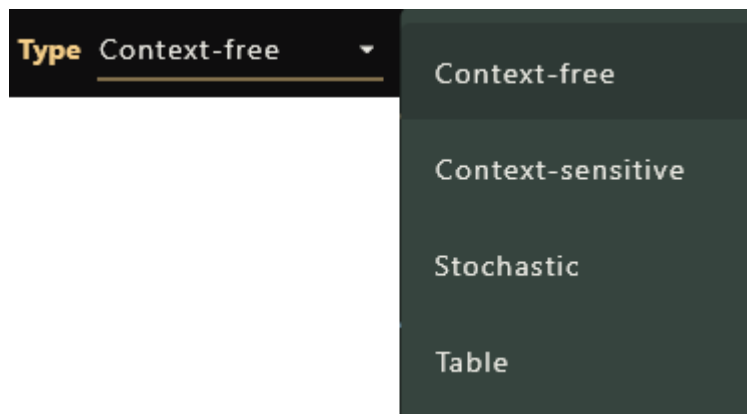 Type Context-free
Context-free
Context-sensitive
Stochastic
Table